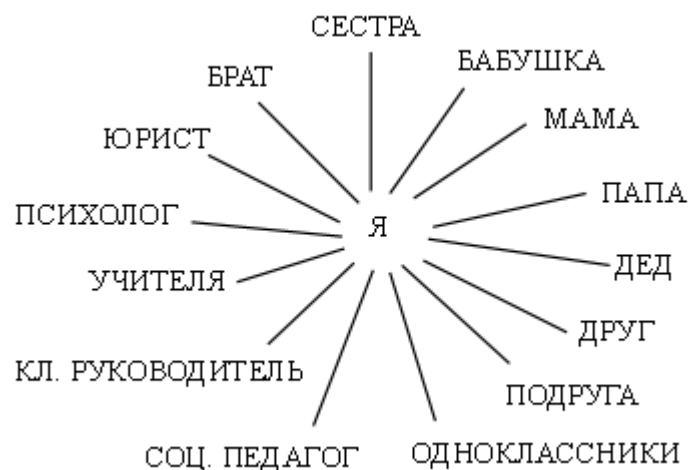 СЕСТРА
БАБУШКА
БРАТ
МАМА
ЮРИСТ
ПАПА
ПСИХОЛОГ
Я
ДЕД
УЧИТЕЛЯ
ДРУГ
КЛ. РУКОВОДИТЕЛЬ
ПОДРУГА
СОЦ. ПЕДАГОГ
ОДНОКЛАССНИКИ